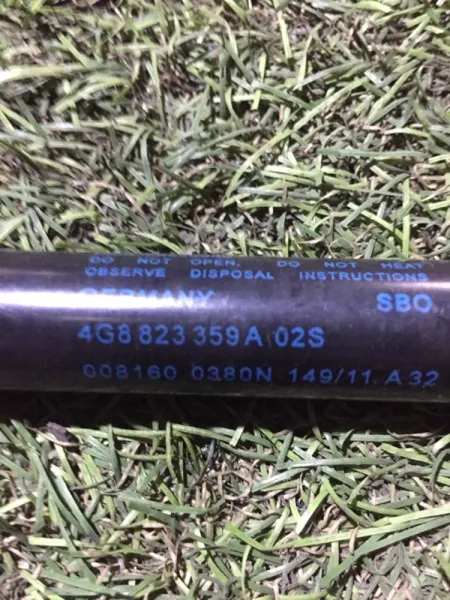 DO NOT OPEN. DO NOT HEAT
OBSERVE DISPOSAL INSTRUCTIONS
GERMANY SBO
4G8 823 359 A 02S
008160 0380N 149/11 A 32